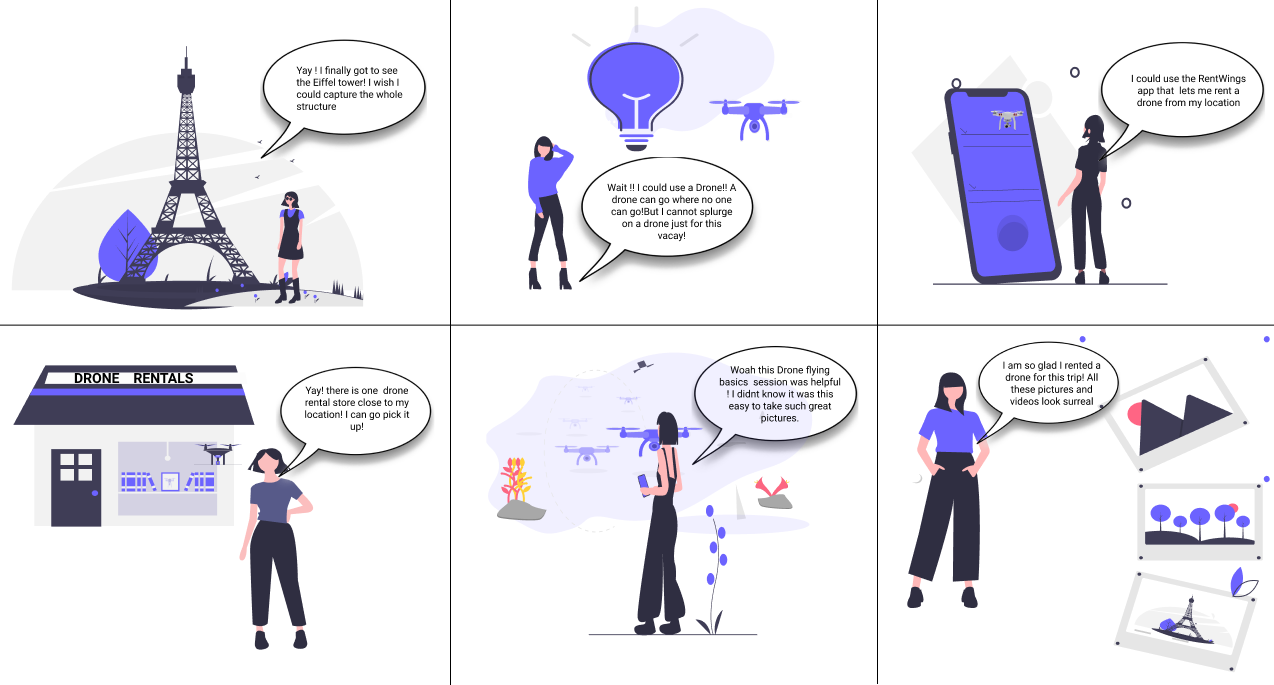 Yay ! I finally got to see
the Eiffel tower! I wish I
could capture the whole
structure
Wait !! I could use a Drone!! A
drone can go where no one
can go!But I cannot splurge
on a drone just for this
vacay!
I could use the RentWings
app that lets me rent a
drone from my location
DRONE RENTALS
Yay! there is one drone
rental store close to my
location! I can go pick it
up!
Woah this Drone flying
basics session was helpful
! I didnt know it was this
easy to take such great
pictures.
I am so glad I rented a
drone for this trip! All
these pictures and
videos look surreal